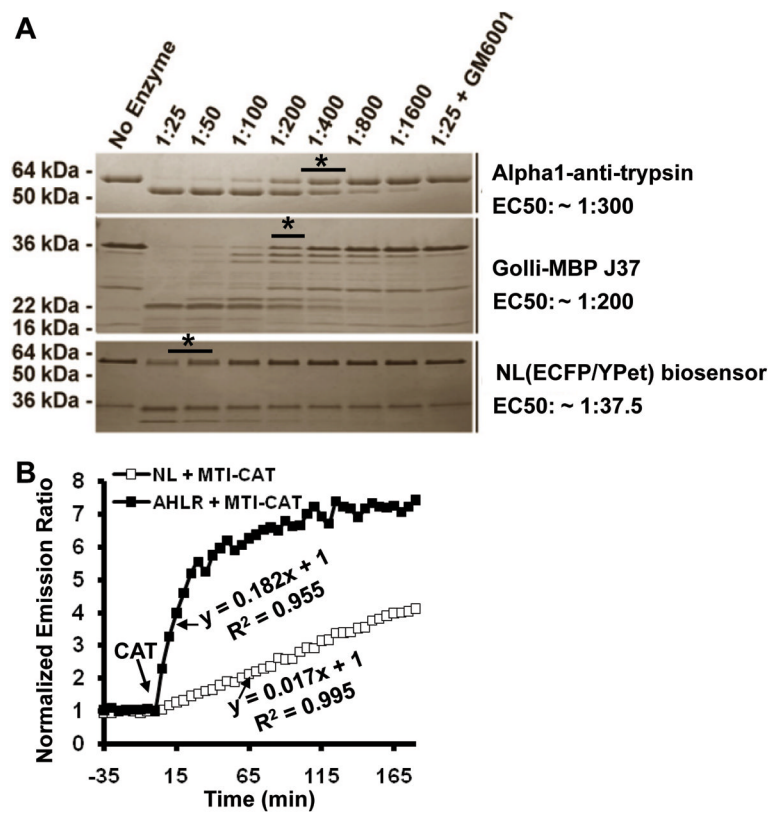 A
No Enzyme
1:25
1:50
1:100
1:200
1:400
1:800
1:1600
1:25 + GM6001
64 kDa -
50 kDa -
*
Alpha1-anti-trypsin
EC50: ~ 1:300
36 kDa -
22 kDa -
16 kDa -
*
Golli-MBP J37
EC50: ~ 1:200
64 kDa -
50 kDa -
36 kDa -
*
NL(ECFP/YPet) biosensor
EC50: ~ 1:37.5
B
NL + MTI-CAT
AHLR + MTI-CAT
Normalized Emission Ratio
8
7
6
5
4
3
2
1
0
CAT
y = 0.182x + 1
R² = 0.955
y = 0.017x + 1
R² = 0.995
-35 15 65 115 165
Time (min)